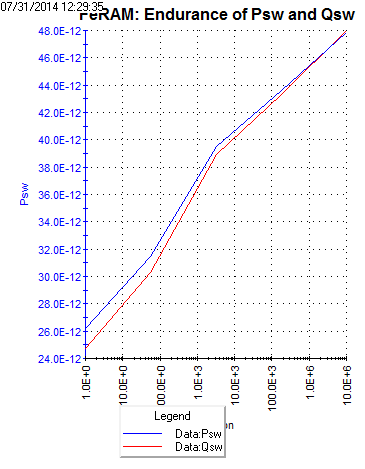 07/31/2014 12:29:35
FeRAM: Endurance of Psw and Qsw
48.0E-12
46.0E-12
44.0E-12
42.0E-12
40.0E-12
38.0E-12
36.0E-12
34.0E-12
32.0E-12
30.0E-12
28.0E-12
26.0E-12
24.0E-12
Psw
1.0E+0
10.0E+0
100.0E+0
1.0E+3
10.0E+3
100.0E+3
1.0E+6
10.0E+6
Legend
Data:Psw
Data:Qsw